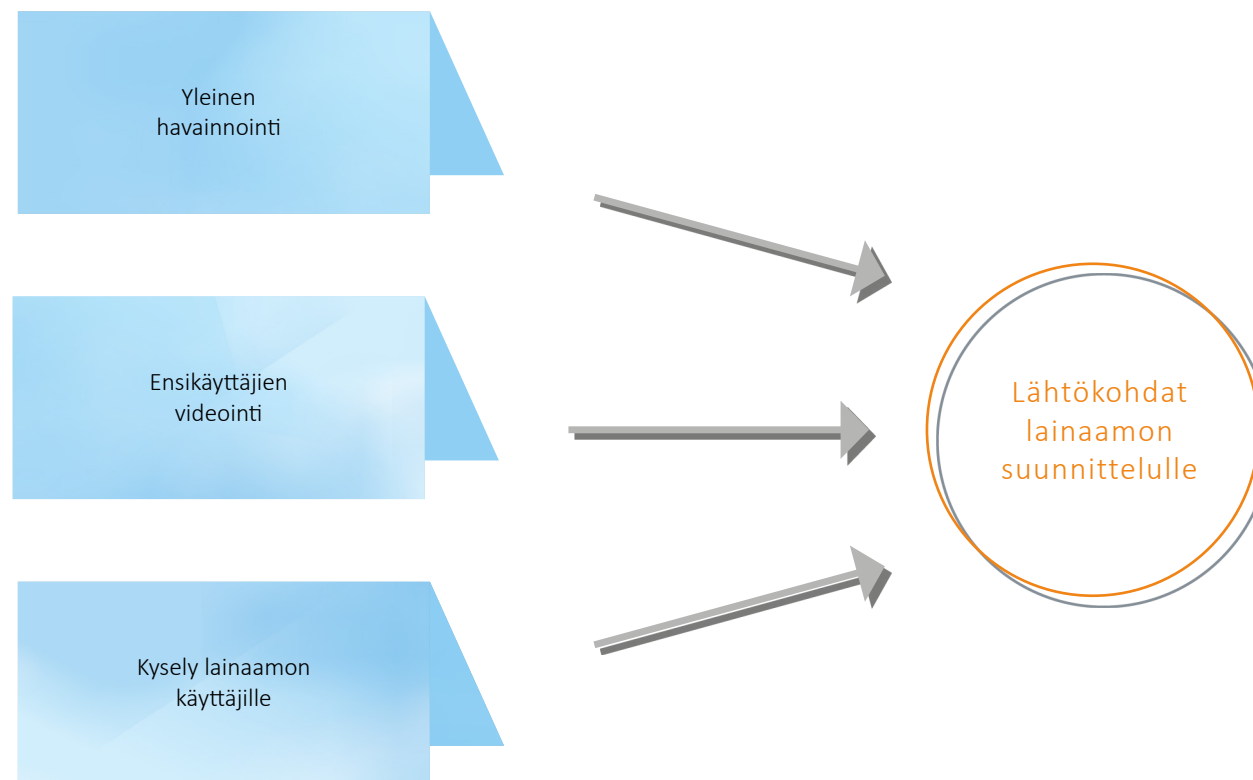 Yleinen
havainnointi
Ensikäyttäjien
videointi
Kysely lainaamon
käyttäjille
Lähtökohdat
lainaamon
suunnittelulle